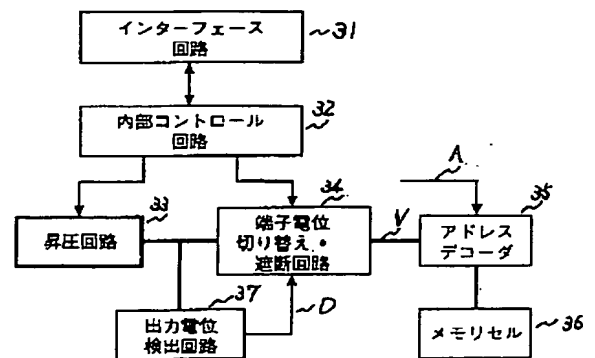 インターフェース
回路
31
内部コントロール
回路
32
33
昇圧回路
34
端子電位
切り替え・
遮断回路
A
V
35
アドレス
デコーダ
37
出力電位
検出回路
D
メモリセル
36